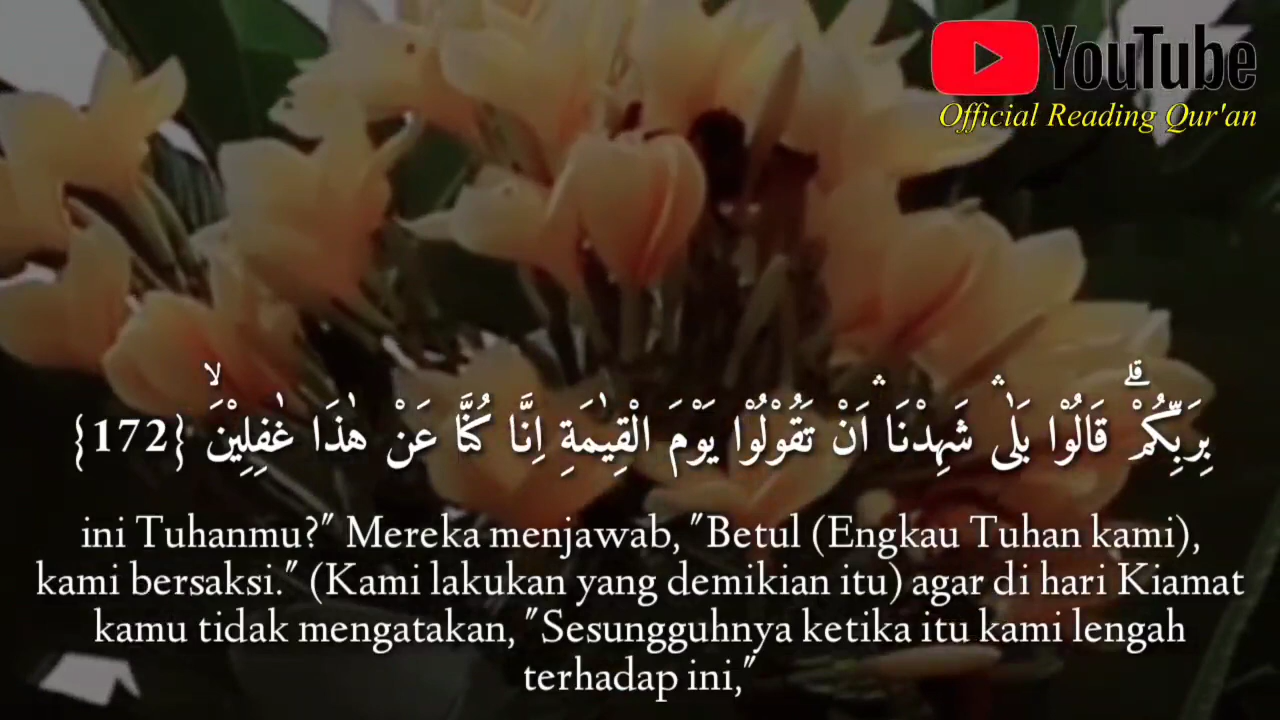 YouTube
Official Reading Qur'an
بِرَبِّكُمْۗ قَالُوْا بَلٰىۛ شَهِدْنَاۛ اَنْ تَقُوْلُوْا يَوْمَ الْقِيٰمَةِ اِنَّا كُنَّا عَنْ هٰذَا غٰفِلِيْنَۙ {172}
ini Tuhanmu?" Mereka menjawab, "Betul (Engkau Tuhan kami),
kami bersaksi." (Kami lakukan yang demikian itu) agar di hari Kiamat
kamu tidak mengatakan, "Sesungguhnya ketika itu kami lengah
terhadap ini,"